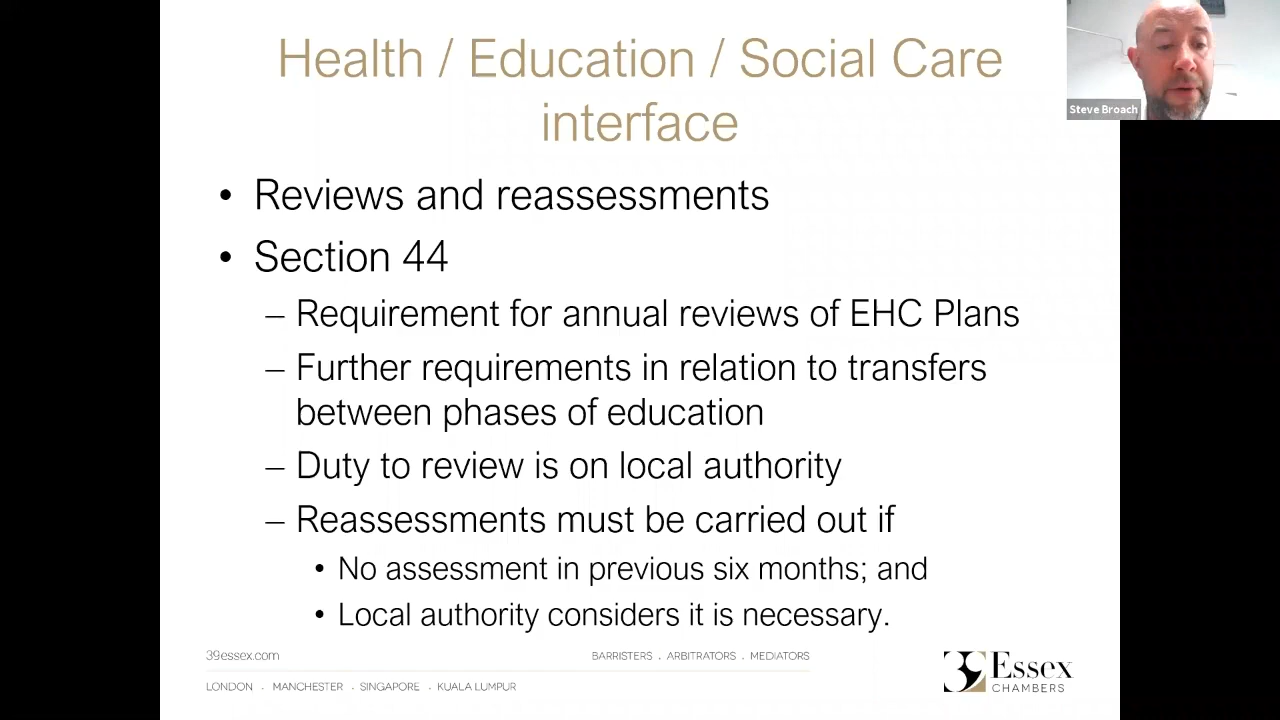 Health / Education / Social Care
interface
Steve Broach
• Reviews and reassessments
• Section 44
– Requirement for annual reviews of EHC Plans
– Further requirements in relation to transfers
between phases of education
– Duty to review is on local authority
– Reassessments must be carried out if
• No assessment in previous six months; and
• Local authority considers it is necessary.
39essex.com
BARRISTERS . ARBITRATORS . MEDIATORS
LONDON . MANCHESTER . SINGAPORE . KUALA LUMPUR
39 Essex
CHAMBERS